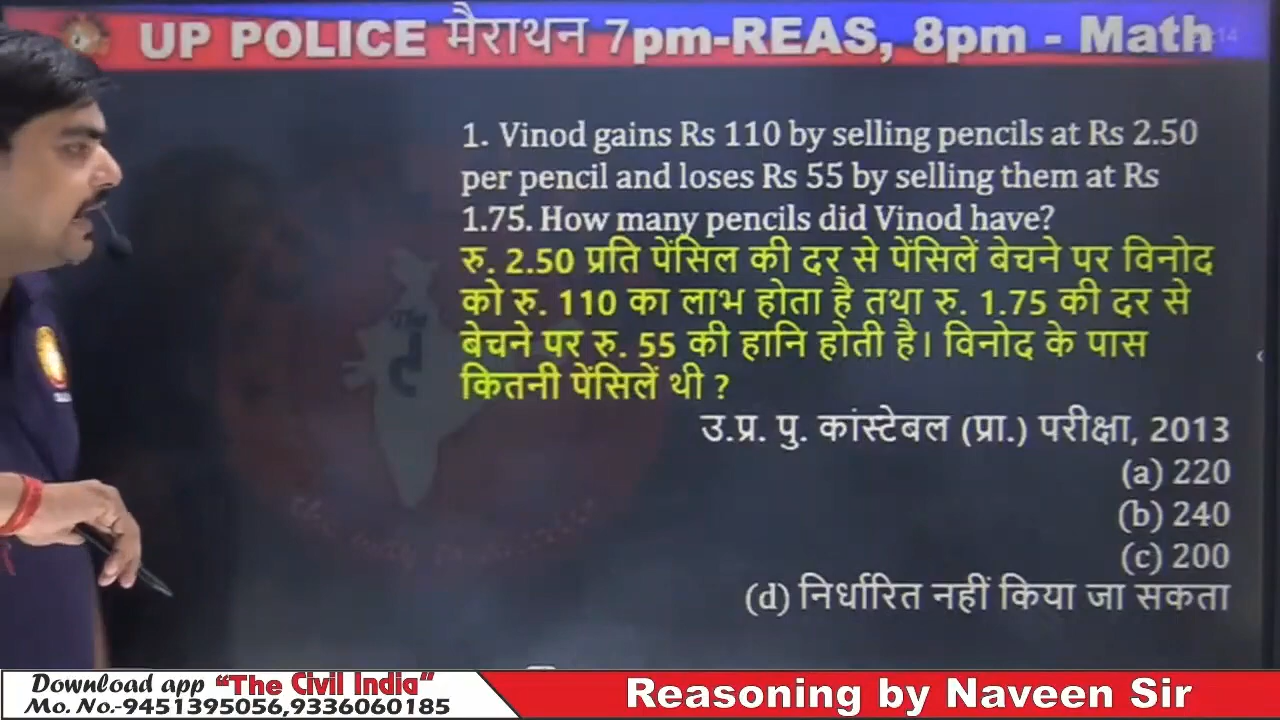 UP POLICE मैराथन 7pm-REAS, 8pm - Math
1. Vinod gains Rs 110 by selling pencils at Rs 2.50
per pencil and loses Rs 55 by selling them at Rs
1.75. How many pencils did Vinod have?
रु. 2.50 प्रति पेंसिल की दर से पेंसिलें बेचने पर विनोद
को रु. 110 का लाभ होता है तथा रु. 1.75 की दर से
बेचने पर रु. 55 की हानि होती है। विनोद के पास
कितनी पेंसिलें थी ?
उ.प्र. पु. कांस्टेबल (प्रा.) परीक्षा, 2013
(a) 220
(b) 240
(c) 200
(d) निर्धारित नहीं किया जा सकता
Download app "The Civil India"
Mo. No.-9451395056,9336060185
Reasoning by Naveen Sir